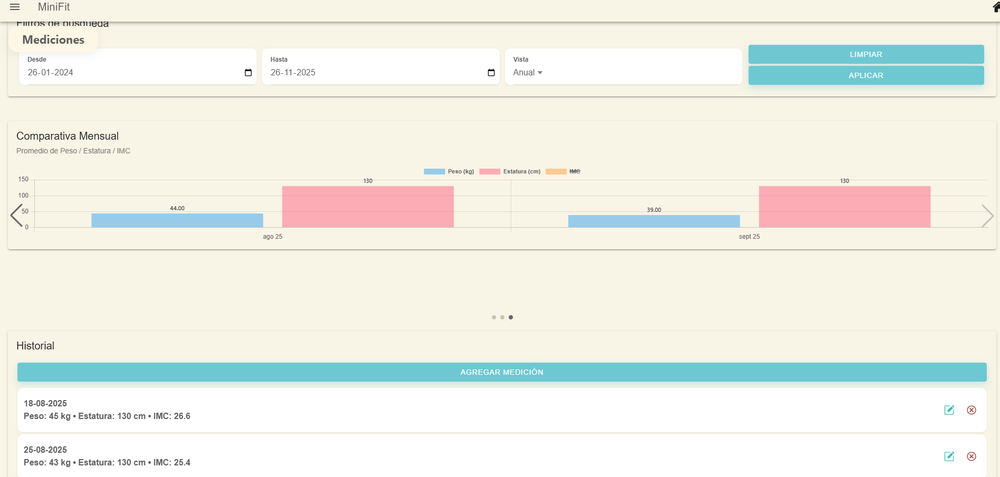 MiniFit
Filtros de búsqueda
Mediciones
Desde
26-01-2024
Hasta
26-11-2025
Vista
Anual
LIMPIAR
APLICAR
Comparativa Mensual
Promedio de Peso / Estatura / IMC
Peso (kg) Estatura (cm) IMC
150
100
50
0
44.00
130
39.00
130
ago 25
sept 25
Historial
AGREGAR MEDICIÓN
18-08-2025
Peso: 45 kg • Estatura: 130 cm • IMC: 26.6
25-08-2025
Peso: 43 kg • Estatura: 130 cm • IMC: 25.4